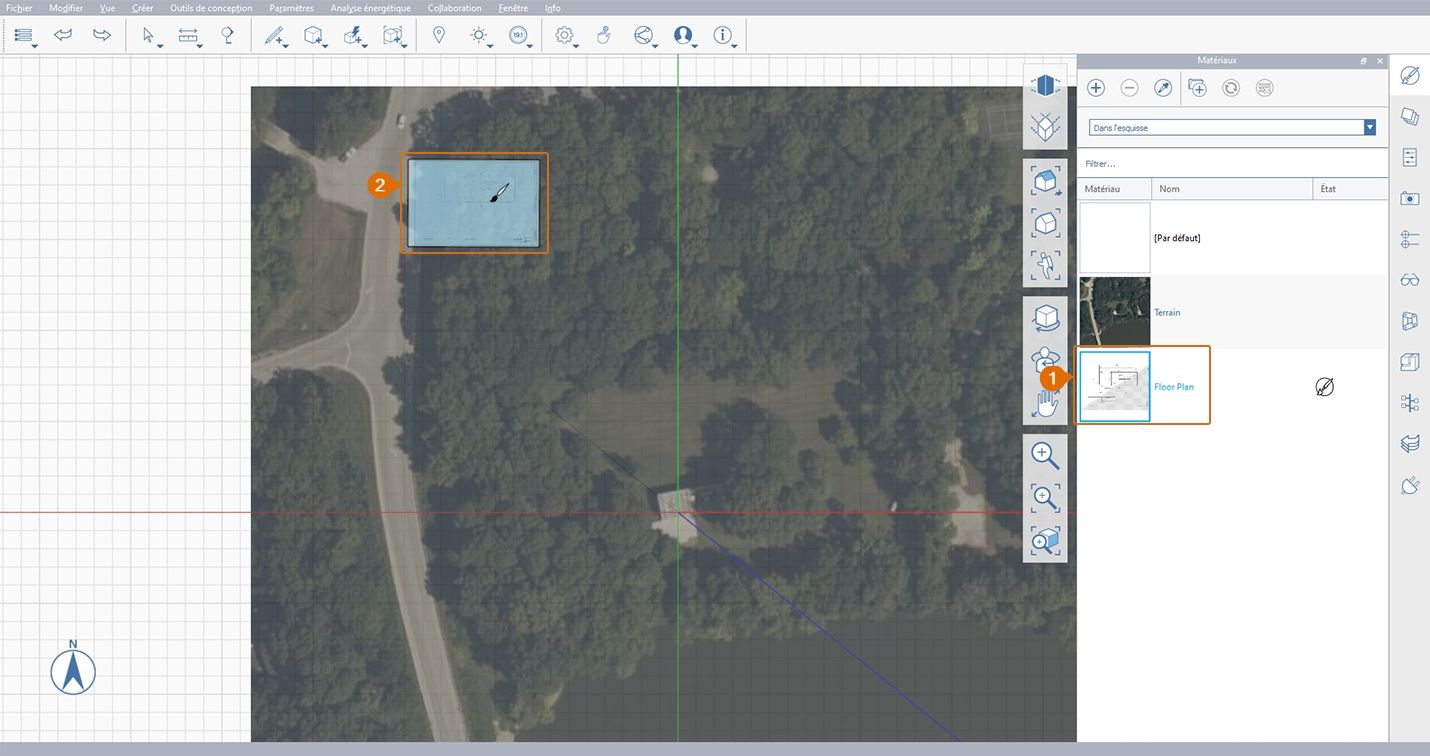 Fichier Modifier Vue Créer Outils de conception Paramètres Analyse énergétique Collaboration Fenêtre Info
Matériaux
Dans l'esquisse
Filtrer...
Matériau Nom État
[Par défaut]
Terrain
1
Floor Plan
2
N